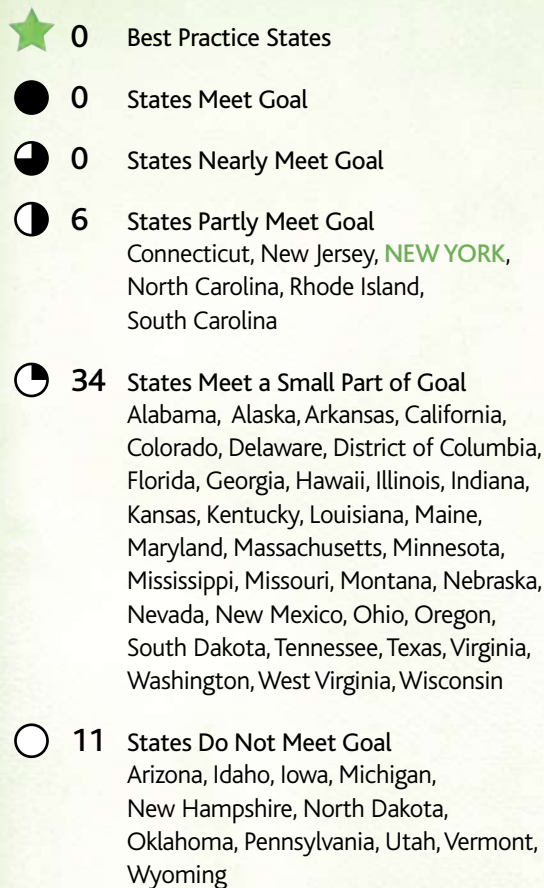 0 Best Practice States
0 States Meet Goal
0 States Nearly Meet Goal
6 States Partly Meet Goal
Connecticut, New Jersey, NEW YORK,
North Carolina, Rhode Island,
South Carolina
34 States Meet a Small Part of Goal
Alabama, Alaska, Arkansas, California,
Colorado, Delaware, District of Columbia,
Florida, Georgia, Hawaii, Illinois, Indiana,
Kansas, Kentucky, Louisiana, Maine,
Maryland, Massachusetts, Minnesota,
Mississippi, Missouri, Montana, Nebraska,
Nevada, New Mexico, Ohio, Oregon,
South Dakota, Tennessee, Texas, Virginia,
Washington, West Virginia, Wisconsin
11 States Do Not Meet Goal
Arizona, Idaho, Iowa, Michigan,
New Hampshire, North Dakota,
Oklahoma, Pennsylvania, Utah, Vermont,
Wyoming